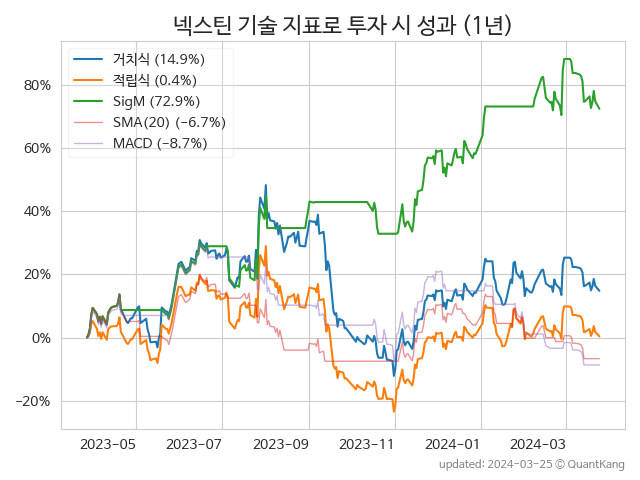 넥스틴 기술 지표로 투자 시 성과 (1년)
거치식 (14.9%)
적립식 (0.4%)
SigM (72.9%)
SMA(20) (−6.7%)
MACD (−8.7%)
80%
60%
40%
20%
0%
−20%
2023−05
2023−07
2023−09
2023−11
2024−01
2024−03
updated: 2024−03−25 ⓒ QuantKang